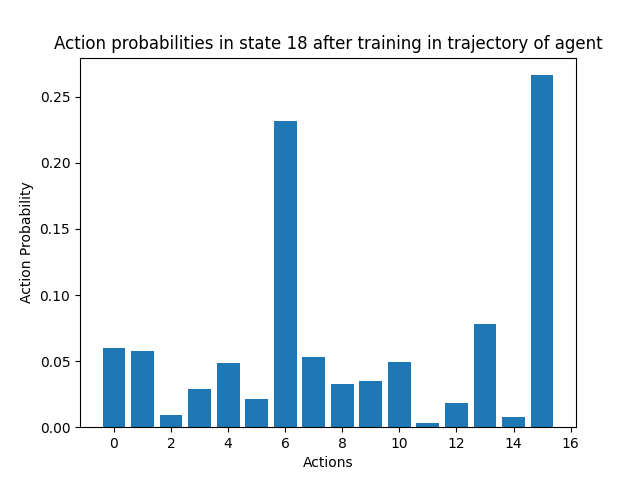 Action probabilities in state 18 after training in trajectory of agent
0.25
0.20
0.15
0.10
0.05
0.00
Action Probability
0 2 4 6 8 10 12 14 16
Actions